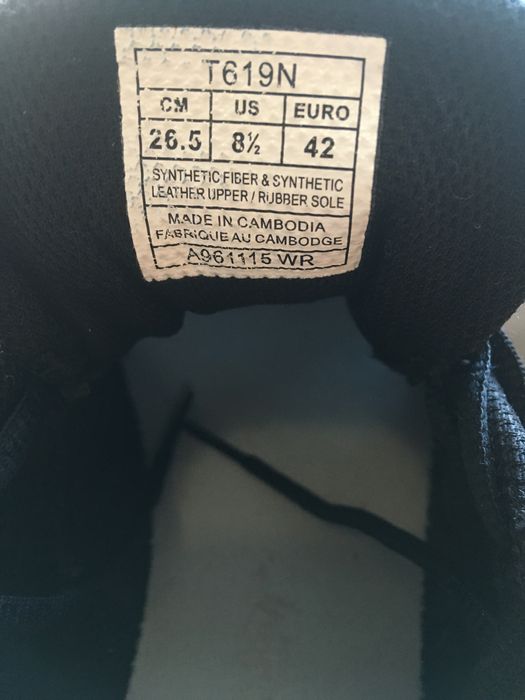 T619N
CM US EURO
26.5 8½ 42
SYNTHETIC FIBER & SYNTHETIC
LEATHER UPPER / RUBBER SOLE
MADE IN CAMBODIA
FABRIQUE AU CAMBODGE
A961115 WR